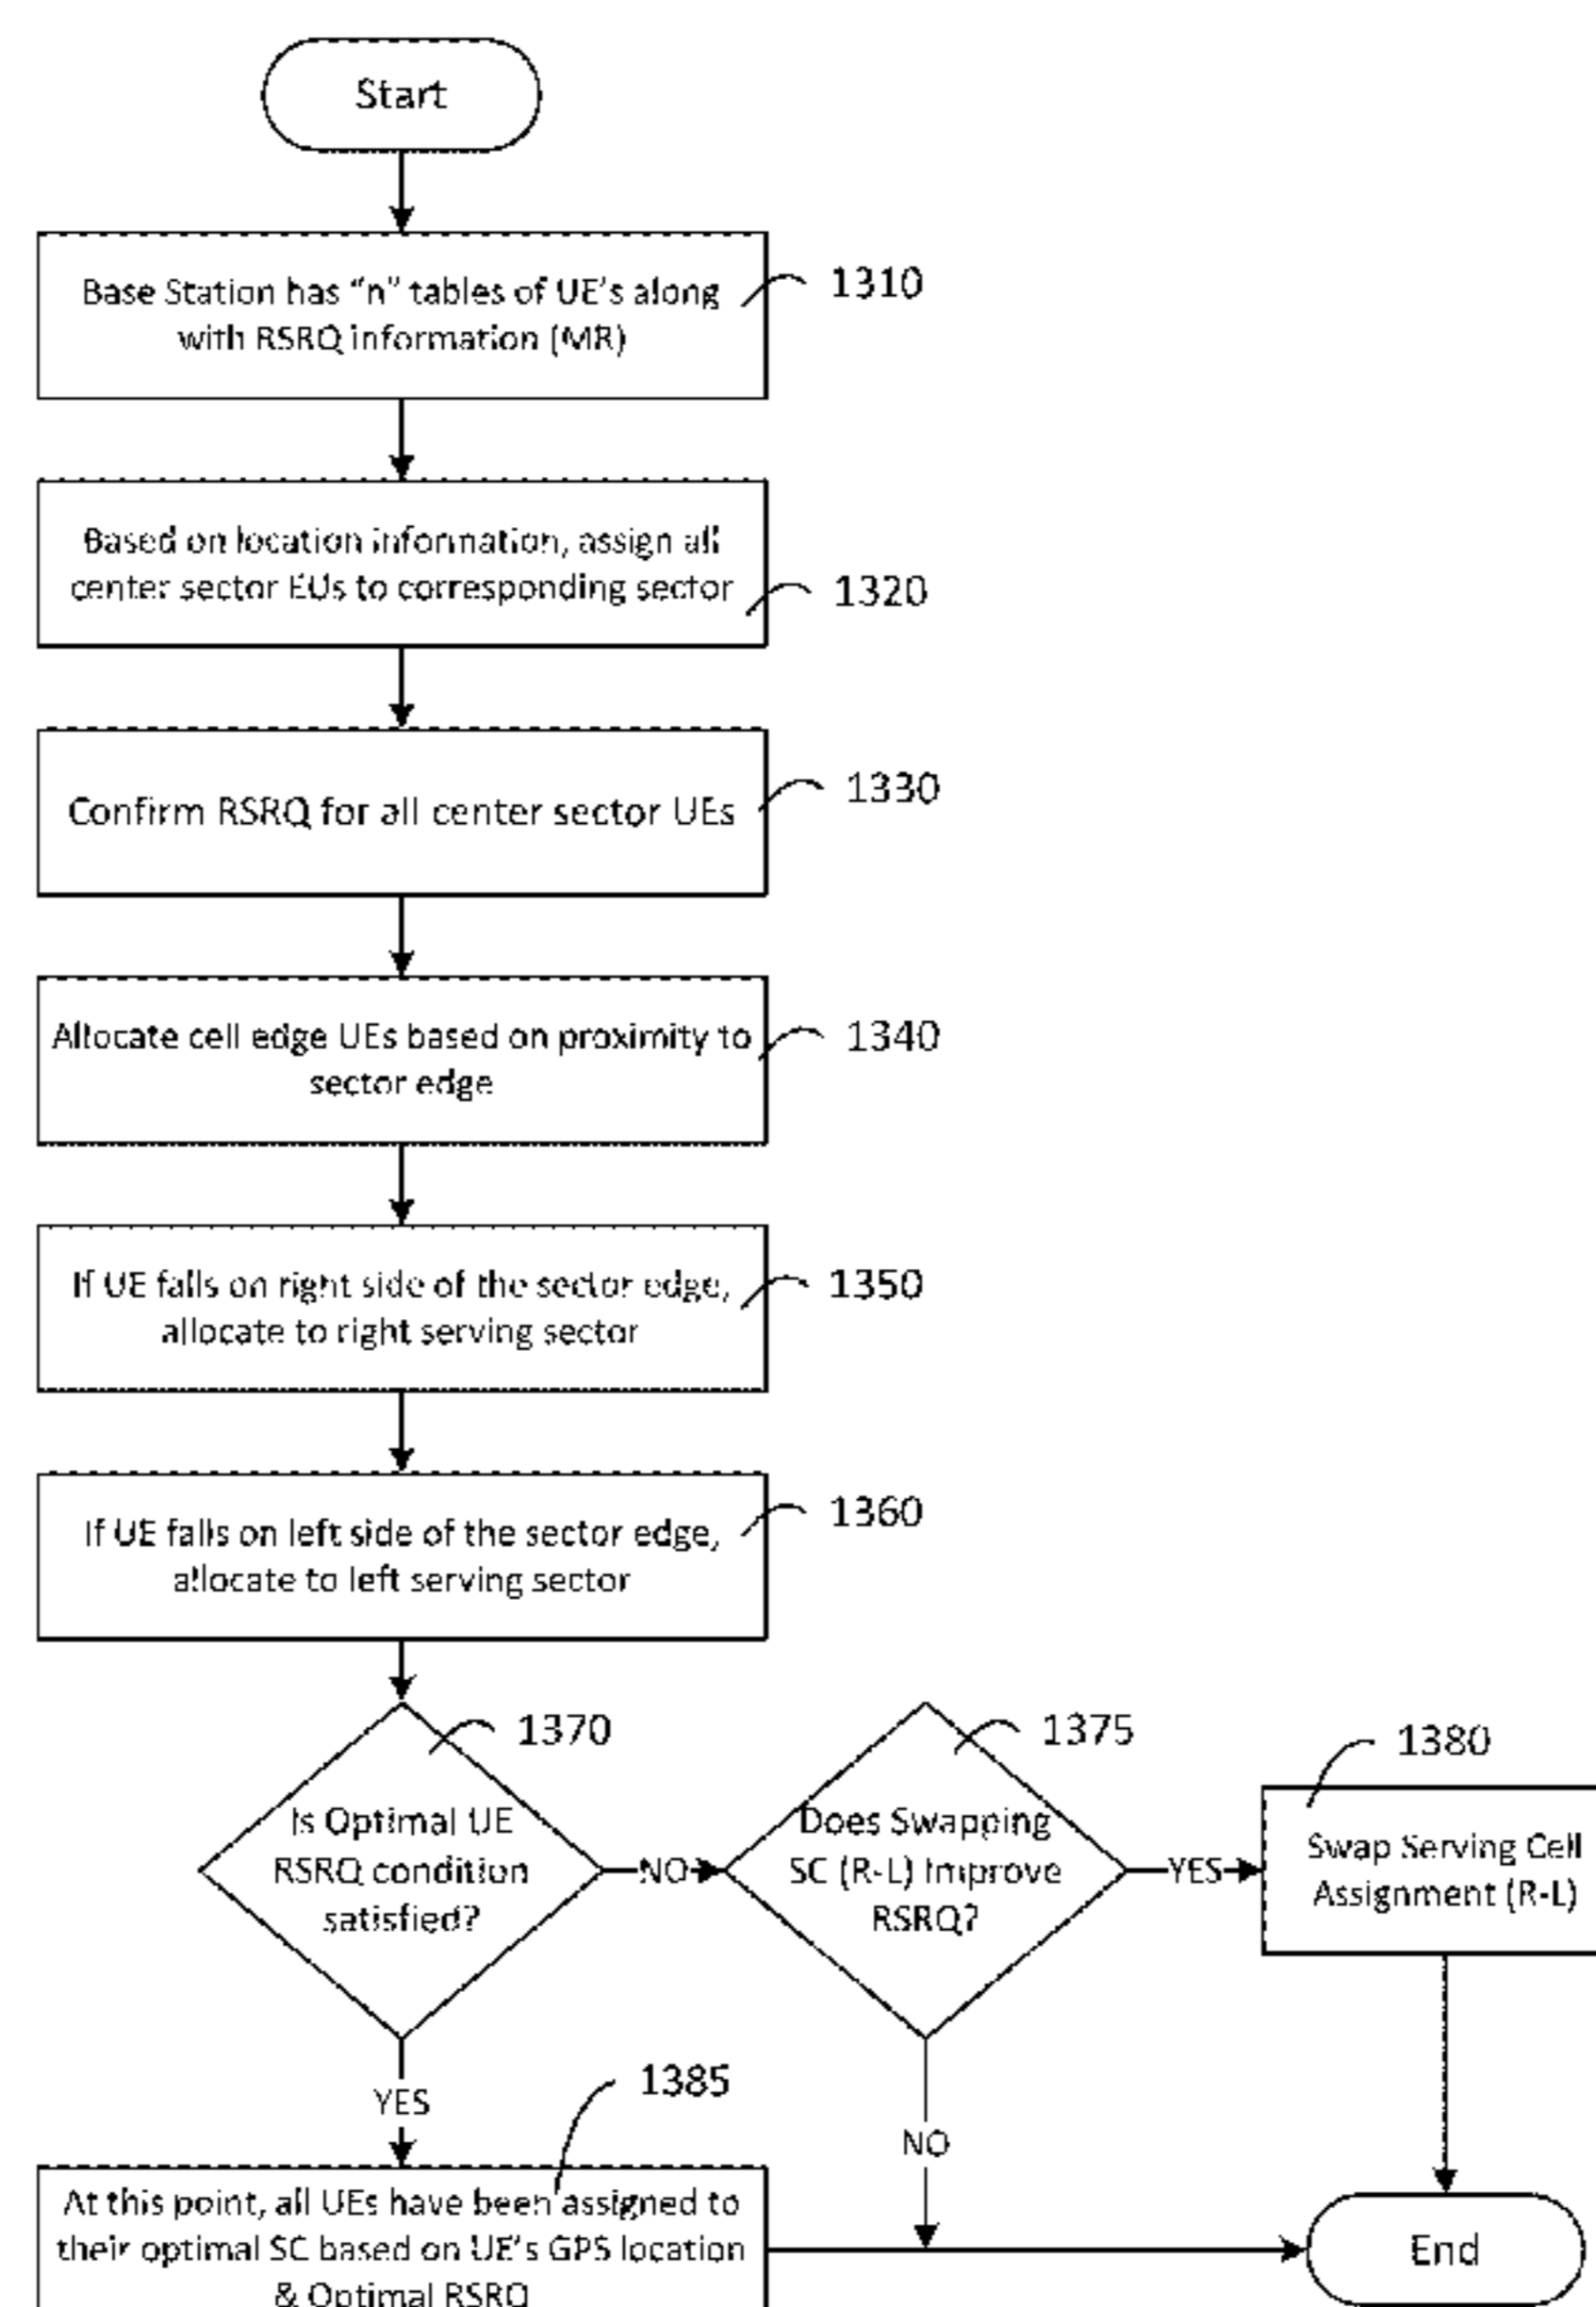 Start
Base Station has “n” tables of UE’s along
with RSRQ information (MR)
1310
Based on location information, assign all
center sector EUs to corresponding sector
1320
Confirm RSRQ for all center sector UEs
1330
Allocate cell edge UEs based on proximity to
sector edge
1340
If UE falls on right side of the sector edge,
allocate to right serving sector
1350
If UE falls on left side of the sector edge,
allocate to left serving sector
1360
1370
Is Optimal UE
RSRQ condition
satisfied?
NO
1375
Does Swapping
SC (R-L) Improve
RSRQ?
YES
1380
Swap Serving Cell
Assignment (R-L)
YES
1385
NO
At this point, all UEs have been assigned to
their optimal SC based on UE’s GPS location
& Optimal RSRQ
End